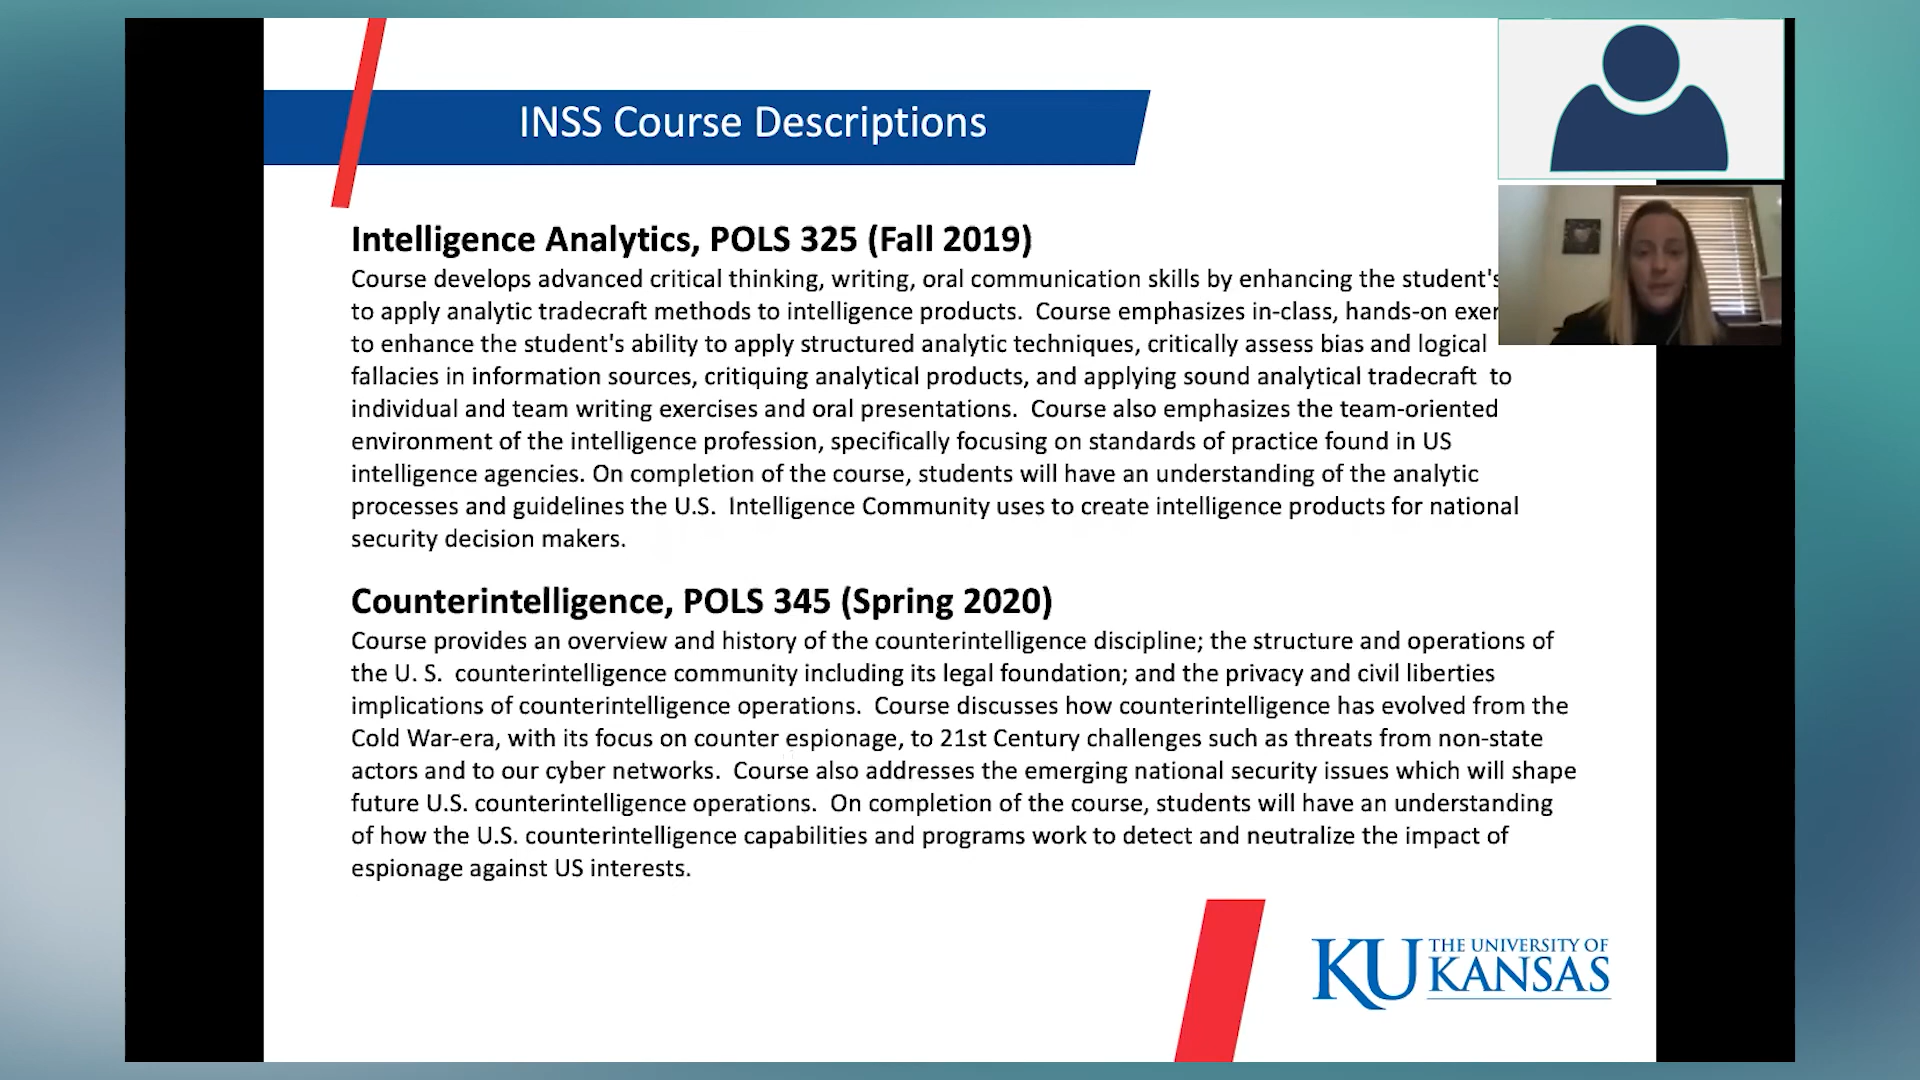 INSS Course Descriptions
Intelligence Analytics, POLS 325 (Fall 2019)
Course develops advanced critical thinking, writing, oral communication skills by enhancing the student's
to apply analytic tradecraft methods to intelligence products.  Course emphasizes in-class, hands-on
to enhance the student's ability to apply structured analytic techniques, critically assess bias and logical
fallacies in information sources, critiquing analytical products, and applying sound analytical tradecraft  to
individual and team writing exercises and oral presentations.  Course also emphasizes the team-oriented
environment of the intelligence profession, specifically focusing on standards of practice found in US
intelligence agencies. On completion of the course, students will have an understanding of the analytic
processes and guidelines the U.S.  Intelligence Community uses to create intelligence products for national
security decision makers.
Counterintelligence, POLS 345 (Spring 2020)
Course provides an overview and history of the counterintelligence discipline; the structure and operations of
the U. S.  counterintelligence community including its legal foundation; and the privacy and civil liberties
implications of counterintelligence operations.  Course discusses how counterintelligence has evolved from the
Cold War-era, with its focus on counter espionage, to 21st Century challenges such as threats from non-state
actors and to our cyber networks.  Course also addresses the emerging national security issues which will shape
future U.S. counterintelligence operations.  On completion of the course, students will have an understanding
of how the U.S. counterintelligence capabilities and programs work to detect and neutralize the impact of
espionage against US interests.
KU THE UNIVERSITY OF
KANSAS